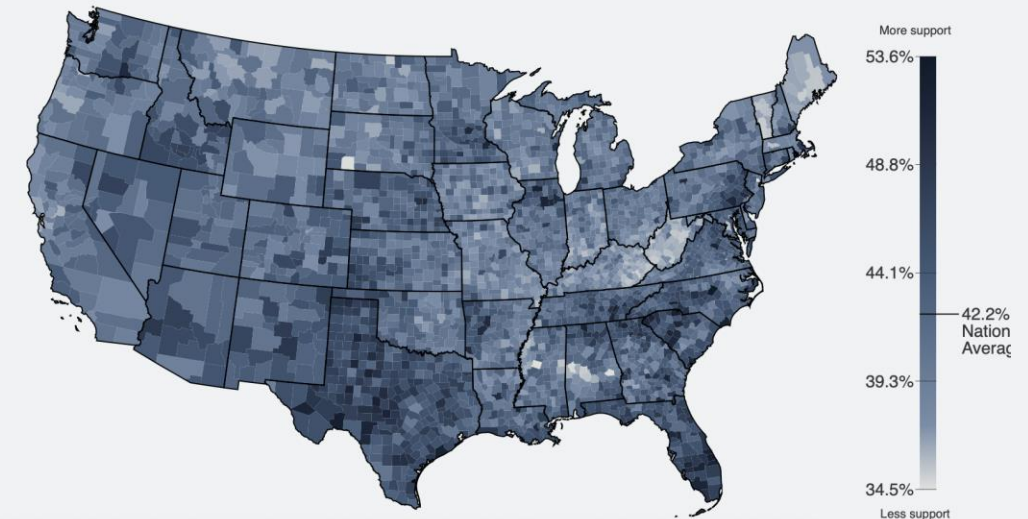 More support
53.6%
48.8%
44.1%
42.2%
Nation
Averag
39.3%
34.5%
Less support